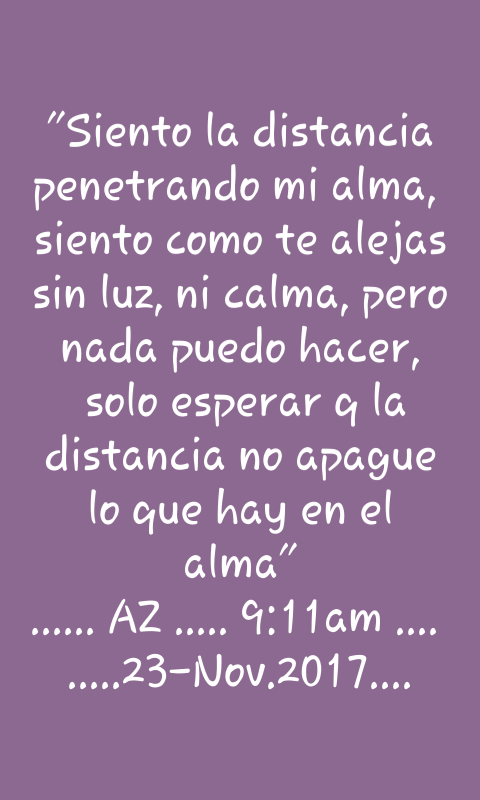 "Siento la distancia
penetrando mi alma,
siento como te alejas
sin luz, ni calma, pero
nada puedo hacer,
solo esperar q la
distancia no apague
lo que hay en el
alma"
...... AZ ..... 9:11am ....
.....23-Nov.2017....